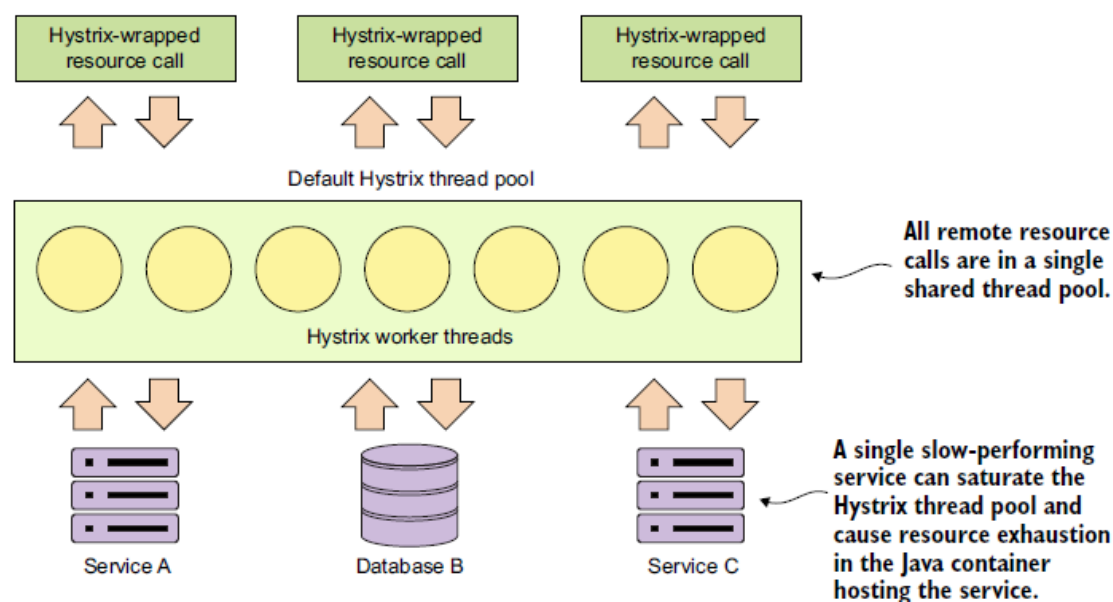 Hystrix-wrapped
resource call
Hystrix-wrapped
resource call
Hystrix-wrapped
resource call
Default Hystrix thread pool
All remote resource
calls are in a single
shared thread pool.
Hystrix worker threads
A single slow-performing
service can saturate the
Hystrix thread pool and
cause resource exhaustion
in the Java container
hosting the service.
Service A
Database B
Service C